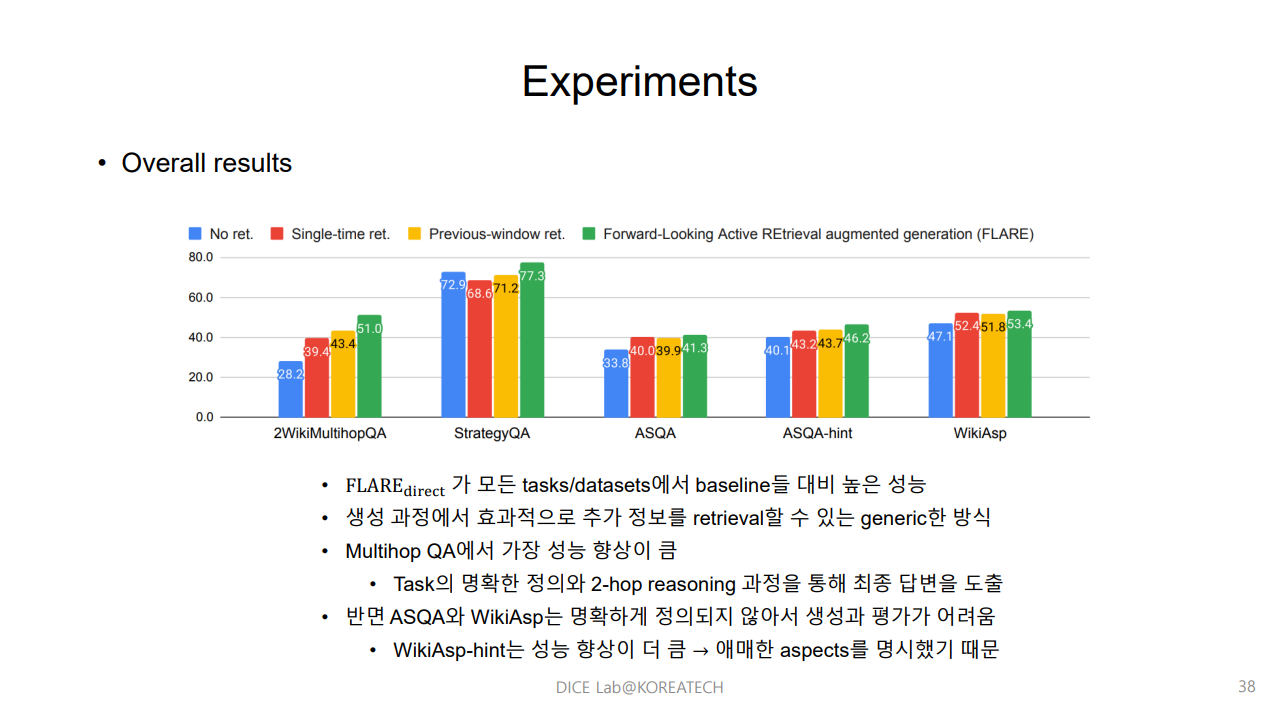 Experiments
• Overall results
No ret. Single-time ret. Previous-window ret. Forward-Looking Active REtrieval augmented generation (FLARE)
80.0
60.0
40.0
20.0
0.0
28.2 39.4 43.4 51.0
72.9 68.6 71.2 77.3
33.8 40.0 39.9 41.3
40.1 43.2 43.7 46.2
47.1 52.4 51.8 53.4
2WikiMultihopQA StrategyQA ASQA ASQA-hint WikiAsp
• FLAREdirect 가 모든 tasks/datasets에서 baseline들 대비 높은 성능
• 생성 과정에서 효과적으로 추가 정보를 retrieval할 수 있는 generic한 방식
• Multihop QA에서 가장 성능 향상이 큼
• Task의 명확한 정의와 2-hop reasoning 과정을 통해 최종 답변을 도출
• 반면 ASQA와 WikiAsp는 명확하게 정의되지 않아서 생성과 평가가 어려움
• WikiAsp-hint는 성능 향상이 더 큼 → 애매한 aspects를 명시했기 때문
DICE Lab@KOREATECH
38